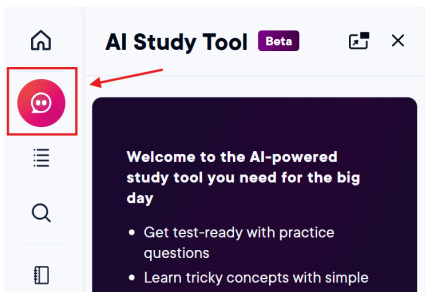 AI Study Tool Beta
Welcome to the AI-powered
study tool you need for the big
day
• Get test-ready with practice
questions
• Learn tricky concepts with simple